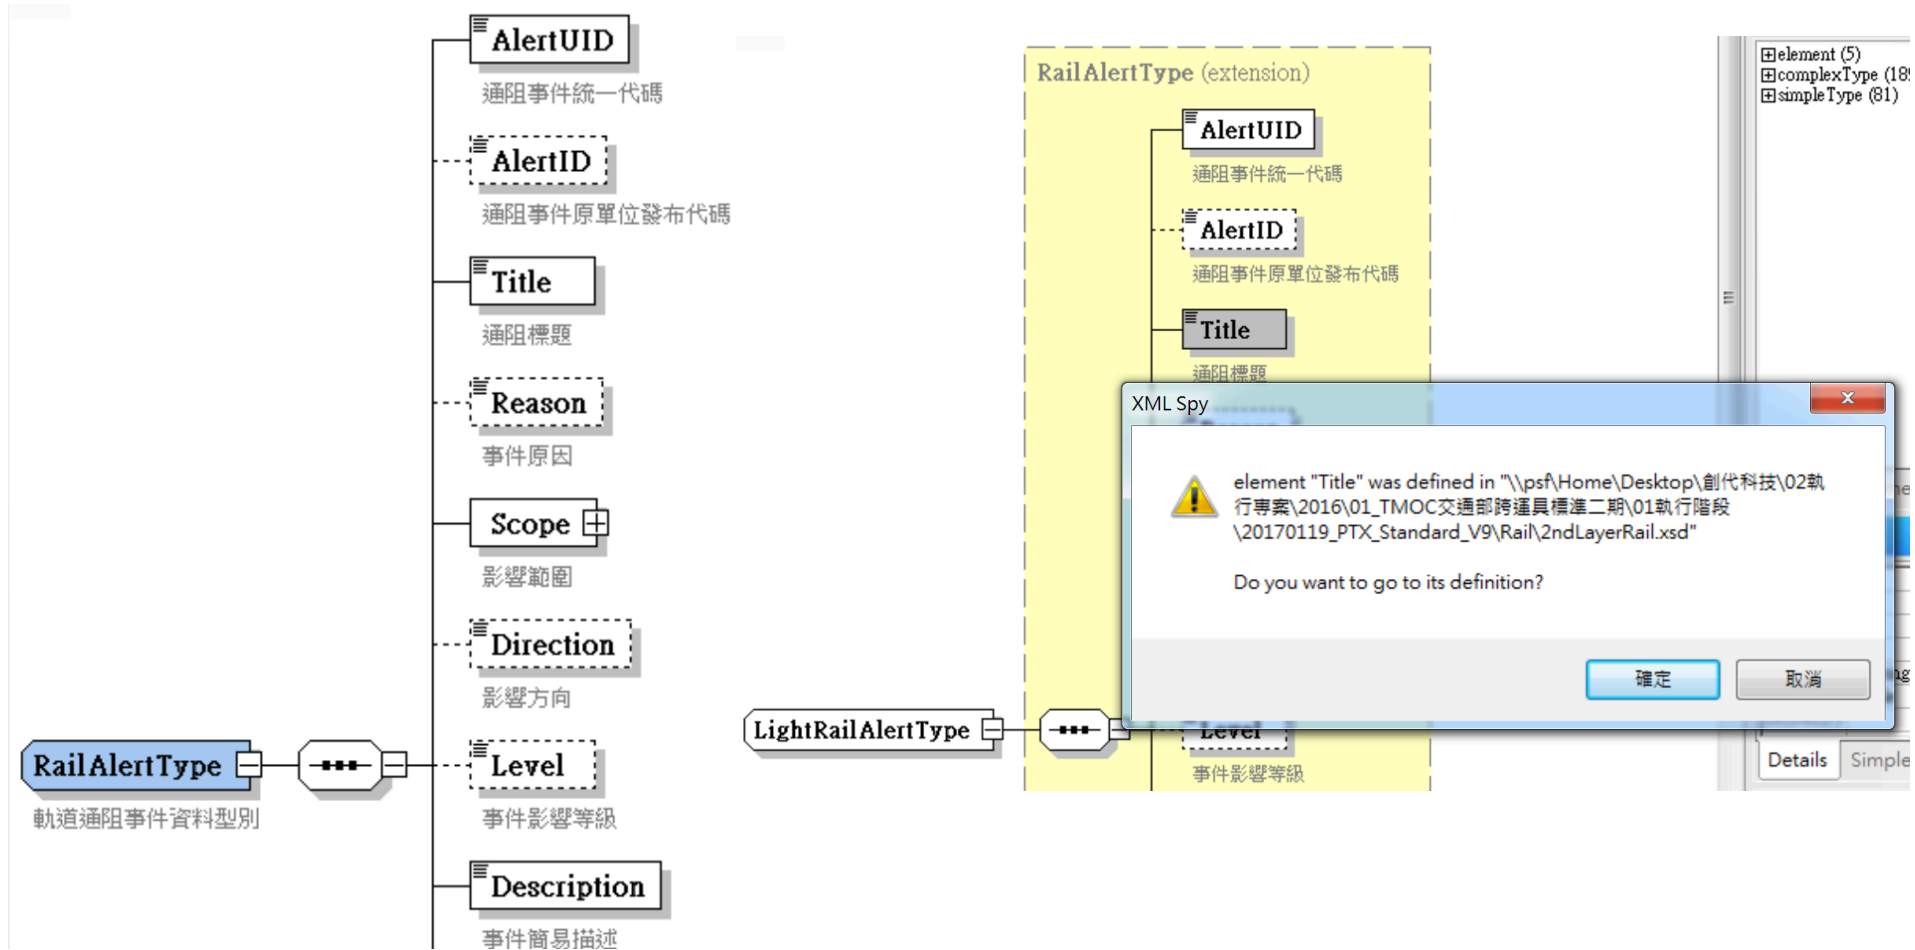 AlertUID
通阻事件統一代碼
AlertID
通阻事件原單位發布代碼
Title
通阻標題
Reason
事件原因
Scope
影響範圍
Direction
影響方向
RailAlertType
軌道通阻事件資料型別
Level
事件影響等級
Description
事件簡易描述
RailAlertType (extension)
AlertUID
通阻事件統一代碼
AlertID
通阻事件原單位發布代碼
Title
通阻標題
LightRailAlertType
Level
事件影響等級
XML Spy
element "Title" was defined in "\\psf\Home\Desktop\創代科技\02執
行專案\2016\01_TMOC交通部跨運具標準二期\01執行階段
\20170119_PTX_Standard_V9\Rail\2ndLayerRail.xsd"
Do you want to go to its definition?
確定
取消
element (5)
complexType (189
simpleType (81)
Details
Simple